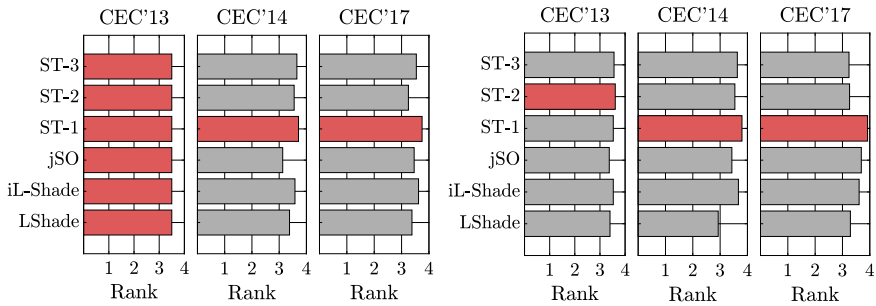 CEC'13 CEC'14 CEC'17
ST-3
ST-2
ST-1
jSO
iL-Shade
LShade
1 2 3 4 1 2 3 4 1 2 3 4
Rank Rank Rank
CEC'13 CEC'14 CEC'17
ST-3
ST-2
ST-1
jSO
iL-Shade
LShade
1 2 3 4 1 2 3 4 1 2 3 4
Rank Rank Rank